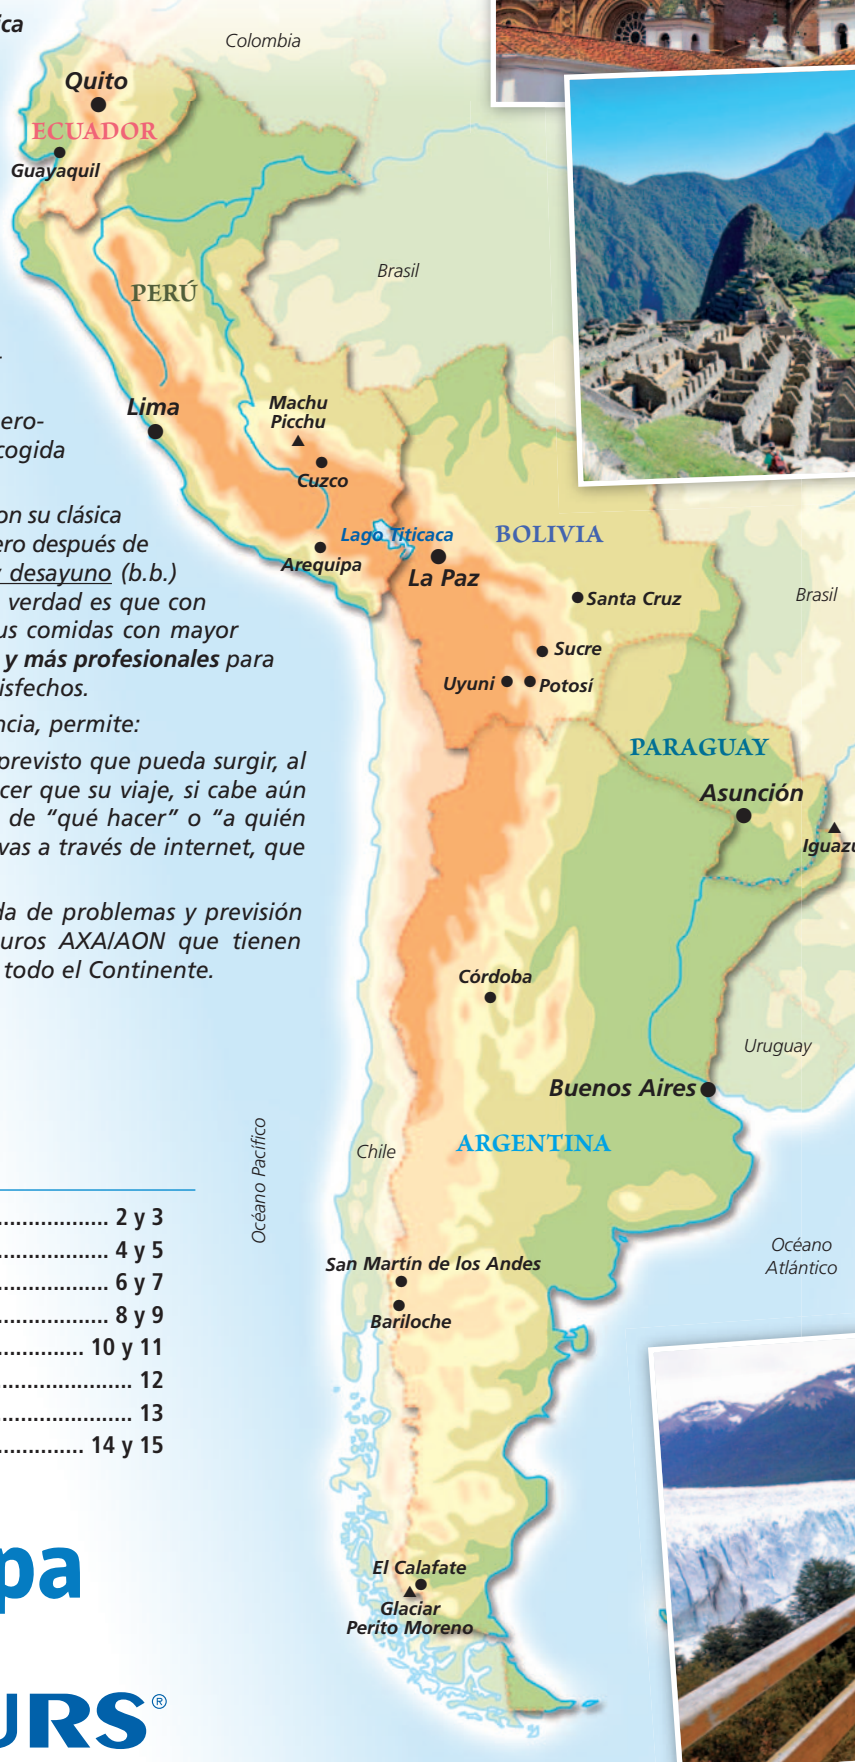 ica
Colombia
Quito
ECUADOR
Guayaquil
Brasil
PERÚ
Lima
Machu
Picchu
ero-
cogida
Cuzco
on su clásica
ero después de
y desayuno (b.b.)
verdad es que con
us comidas con mayor
y más profesionales para
isfechos.
ncia, permite:
previsto que pueda surgir, al
cer que su viaje, si cabe aún
de “qué hacer” o “a quién
vas a través de internet, que
da de problemas y previsión
uros AXA/AON que tienen
todo el Continente.
Lago Titicaca
Arequipa
BOLIVIA
La Paz
Santa Cruz
Brasil
Sucre
Uyuni
Potosí
PARAGUAY
Asunción
Iguazu
Córdoba
Uruguay
Buenos Aires
Océano Pacífico
Chile
ARGENTINA
Océano
Atlántico
San Martín de los Andes
Bariloche
.................. 2 y 3
.................. 4 y 5
.................. 6 y 7
.................. 8 y 9
.............. 10 y 11
...................... 12
...................... 13
.............. 14 y 15
El Calafate
Glaciar
Perito Moreno
pa
URS®